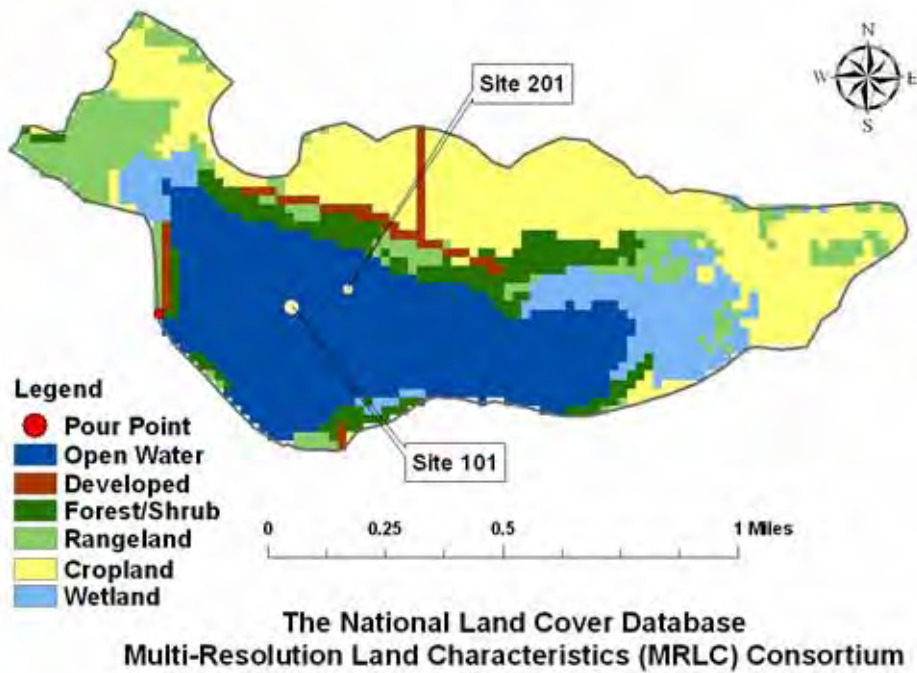 N
W E
S
Site 201
Site 101
Legend
Pour Point
Open Water
Developed
Forest/Shrub
Rangeland
Cropland
Wetland
0 0.25 0.5 1 Miles
The National Land Cover Database
Multi-Resolution Land Characteristics (MRLC) Consortium